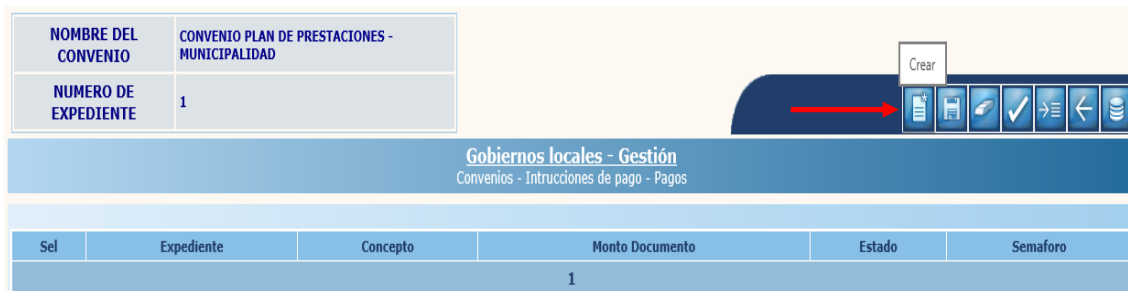 NOMBRE DEL
CONVENIO
CONVENIO PLAN DE PRESTACIONES -
MUNICIPALIDAD
NUMERO DE
EXPEDIENTE
1
Crear
Gobiernos locales - Gestión
Convenios - Intrucciones de pago - Pagos
Sel Expediente Concepto Monto Documento Estado Semaforo
1